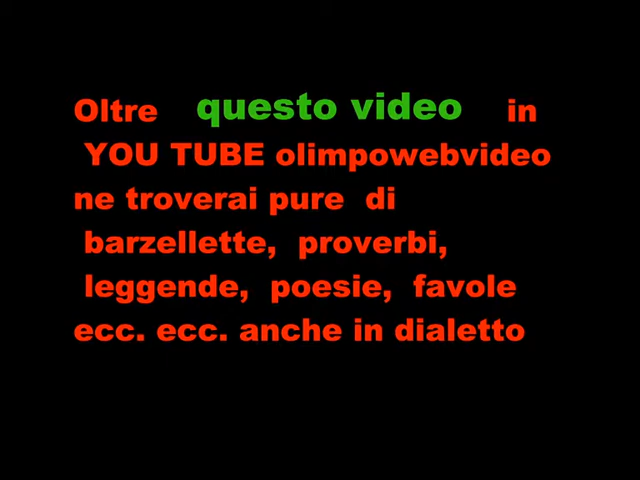 Oltre questo video in
YOU TUBE olimpowebvideo
ne troverai pure di
barzellette, proverbi,
leggende, poesie, favole
ecc. ecc. anche in dialetto